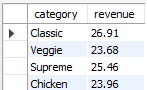 category revenue
Classic 26.91
Veggie 23.68
Supreme 25.46
Chicken 23.96